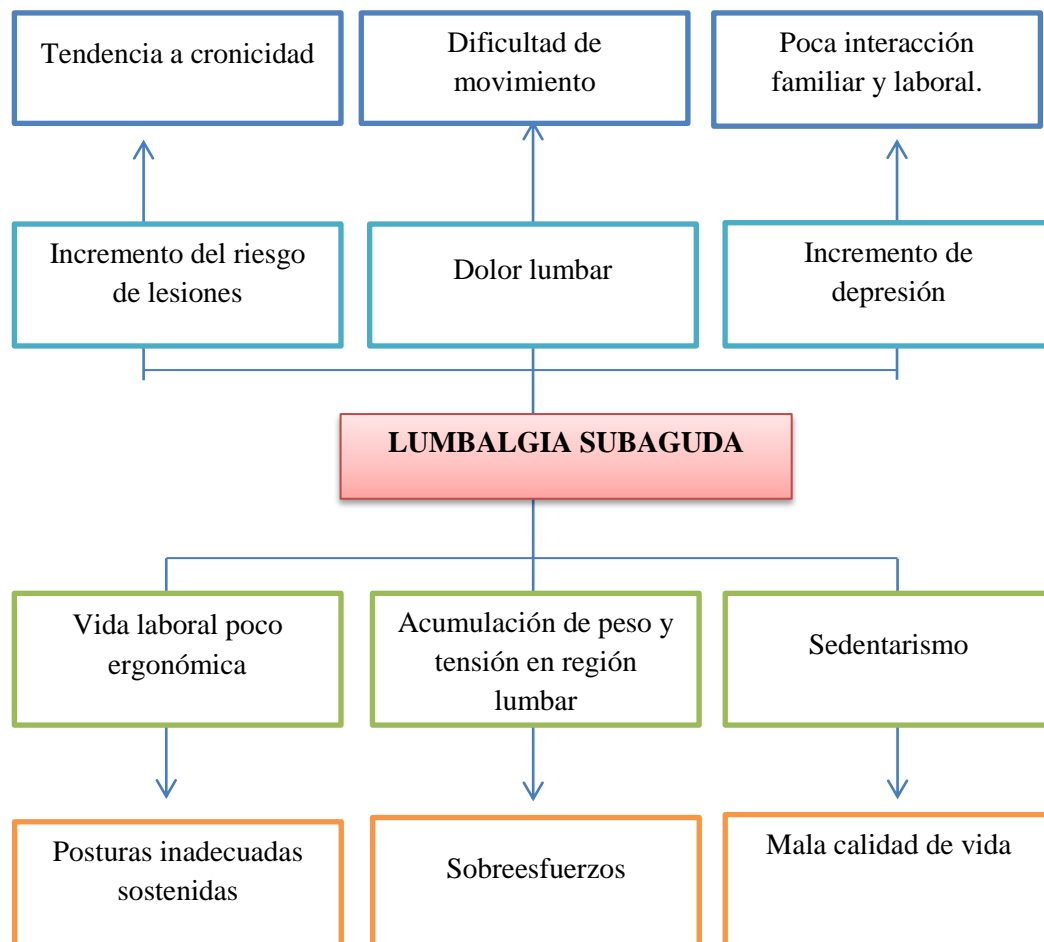 Tendencia a cronicidad
Dificultad de
movimiento
Poca interacción
familiar y laboral.
Incremento del riesgo
de lesiones
Dolor lumbar
Incremento de
depresión
LUMBALGIA SUBAGUDA
Vida laboral poco
ergonómica
Acumulación de peso y
tensión en región
lumbar
Sedentarismo
Posturas inadecuadas
sostenidas
Sobreesfuerzos
Mala calidad de vida